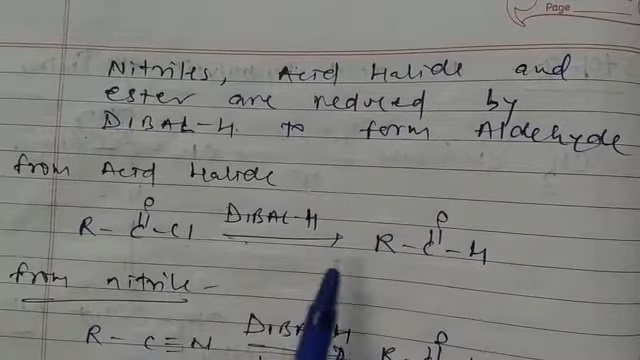 Page
Nitriles, Acid Halide and
ester are reduced by
DIBAL-H to form Aldehyde
from Acid Halide
O O
R-C-Cl DIBAL-H R-C-H
from nitrile -
R-C≡N DIBAL-H R-C